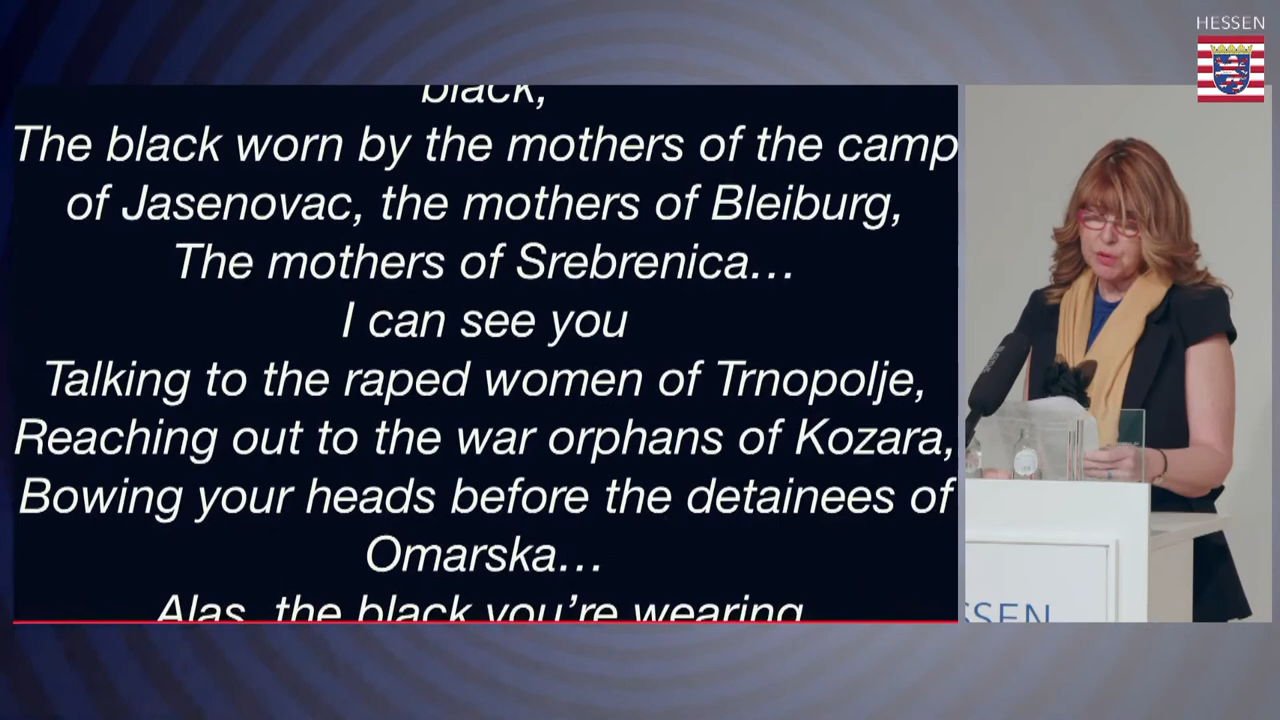 HESSEN
black,
The black worn by the mothers of the camp
of Jasenovac, the mothers of Bleiburg,
The mothers of Srebrenica…
I can see you
Talking to the raped women of Trnopolje,
Reaching out to the war orphans of Kozara,
Bowing your heads before the detainees of
Omarska…
Alas, the black you’re wearing
SSEN